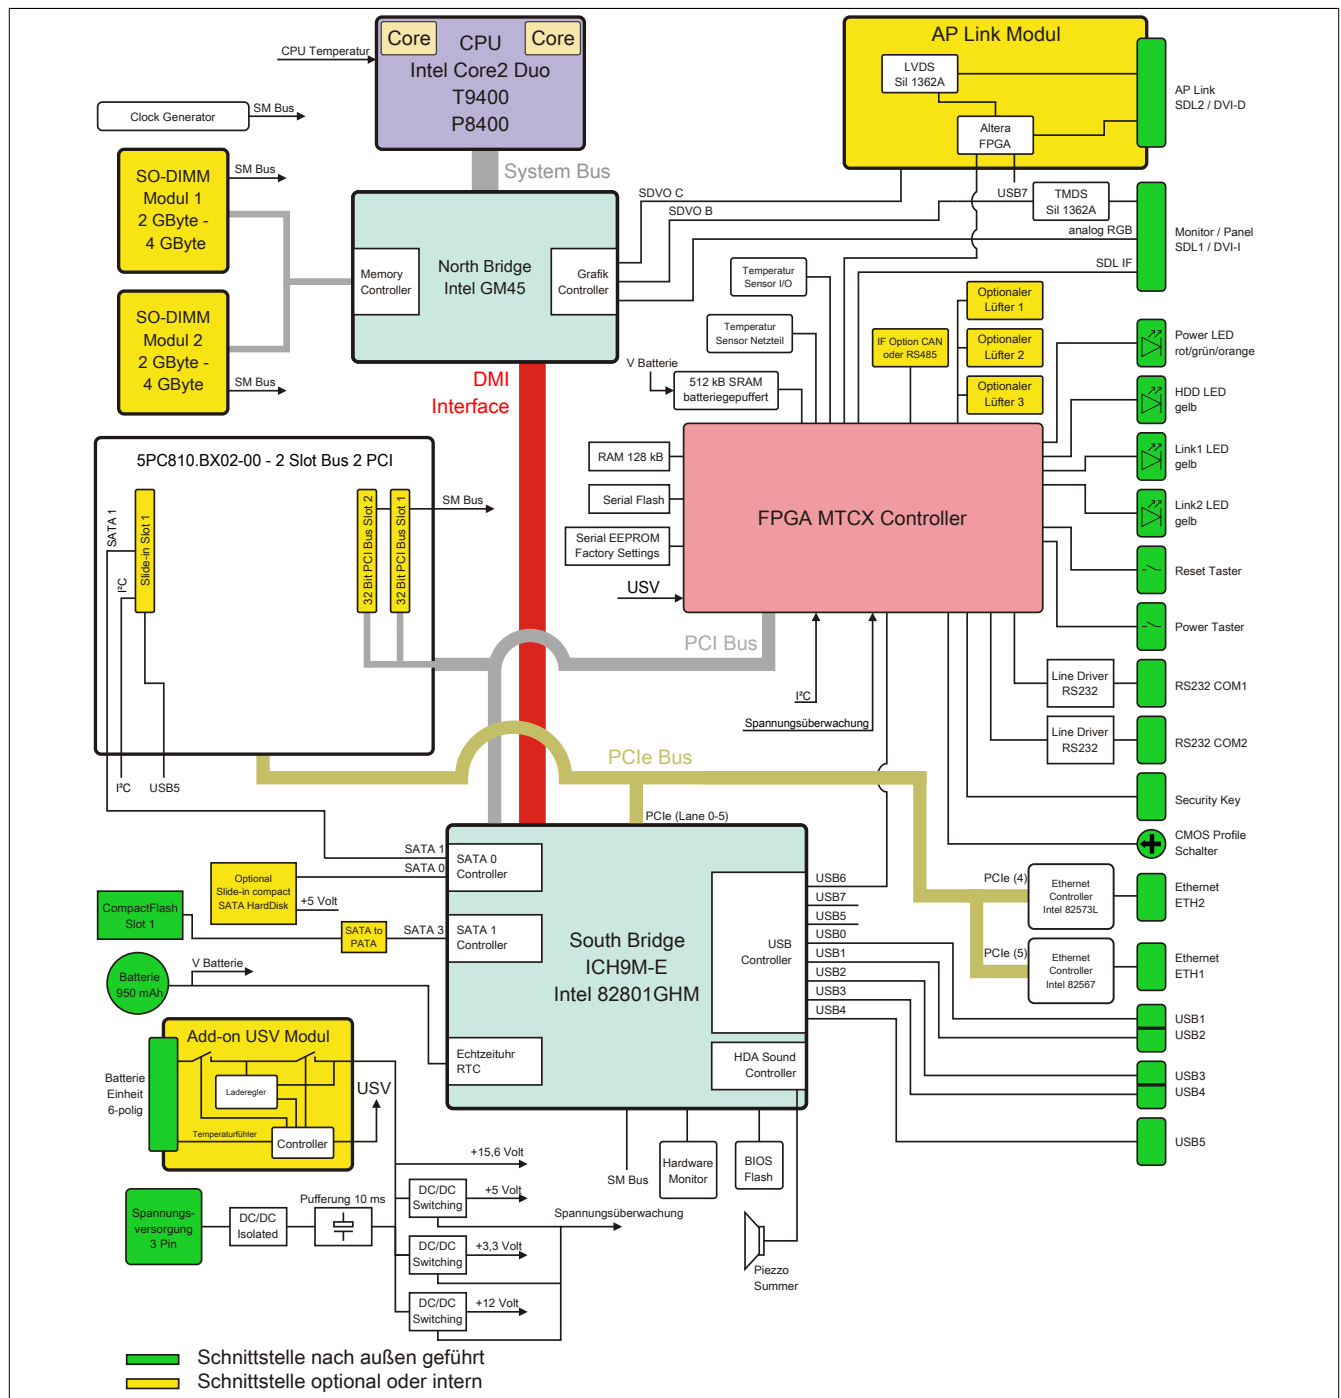 Core
CPU
Core
Intel Core2 Duo
T9400
P8400
CPU Temperatur
Clock Generator
SM Bus
SO-DIMM
Modul 1
2 GByte -
4 GByte
SM Bus
SO-DIMM
Modul 2
2 GByte -
4 GByte
SM Bus
System Bus
Memory
Controller
North Bridge
Intel GM45
Grafik
Controller
DMI
Interface
SDVO C
SDVO B
analog RGB
SDL IF
AP Link Modul
LVDS
Sil 1362A
Altera
FPGA
USB7
TMDS
Sil 1362A
AP Link
SDL2 / DVI-D
Monitor / Panel
SDL1 / DVI-I
Temperatur
Sensor I/O
Temperatur
Sensor Netzteil
V Batterie
512 kB SRAM
batteriegepuffert
IF Option CAN
oder RS485
Optionaler
Lüfter 1
Optionaler
Lüfter 2
Optionaler
Lüfter 3
Power LED
rot/grün/orange
HDD LED
gelb
Link1 LED
gelb
Link2 LED
gelb
Reset Taster
Power Taster
RAM 128 kB
Serial Flash
Serial EEPROM
Factory Settings
USV
FPGA MTCX Controller
5PC810.BX02-00 - 2 Slot Bus 2 PCI
SATA 1
I²C
Slide-in Slot 1
32 Bit PCI Bus Slot 2
32 Bit PCI Bus Slot 1
SM Bus
I²C
USB5
PCI Bus
I²C
Spannungsüberwachung
Line Driver
RS232
RS232 COM1
Line Driver
RS232
RS232 COM2
Security Key
CMOS Profile
Schalter
PCIe Bus
PCIe (Lane 0-5)
PCIe (4)
Ethernet
Controller
Intel 82573L
Ethernet
ETH2
PCIe (5)
Ethernet
Controller
Intel 82567
Ethernet
ETH1
SATA 1
SATA 0
SATA 0
Controller
Optional
Slide-in compact
SATA HardDisk
+5 Volt
CompactFlash
Slot 1
SATA to
PATA
SATA 3
SATA 1
Controller
Batterie
950 mAh
V Batterie
Echtzeituhr
RTC
South Bridge
ICH9M-E
Intel 82801GHM
USB
Controller
USB6
USB7
USB5
USB0
USB1
USB2
USB3
USB4
HDA Sound
Controller
USB1
USB2
USB3
USB4
USB5
Add-on USV Modul
Batterie
Einheit
6-polig
Laderegler
Temperaturfühler
Controller
USV
SM Bus
Hardware
Monitor
BIOS
Flash
Piezzo
Summer
Spannungs-
versorgung
3 Pin
DC/DC
Isolated
Pufferung 10 ms
+15,6 Volt
DC/DC
Switching
+5 Volt
Spannungsüberwachung
DC/DC
Switching
+3,3 Volt
DC/DC
Switching
+12 Volt
Schnittstelle nach außen geführt
Schnittstelle optional oder intern